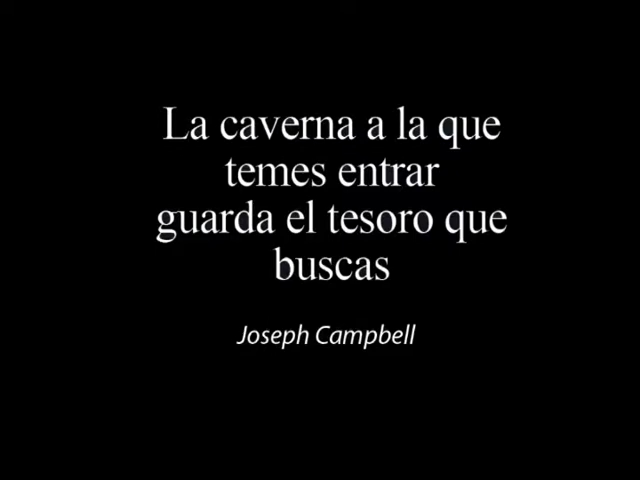 La caverna a la que
temes entrar
guarda el tesoro que
buscas
Joseph Campbell